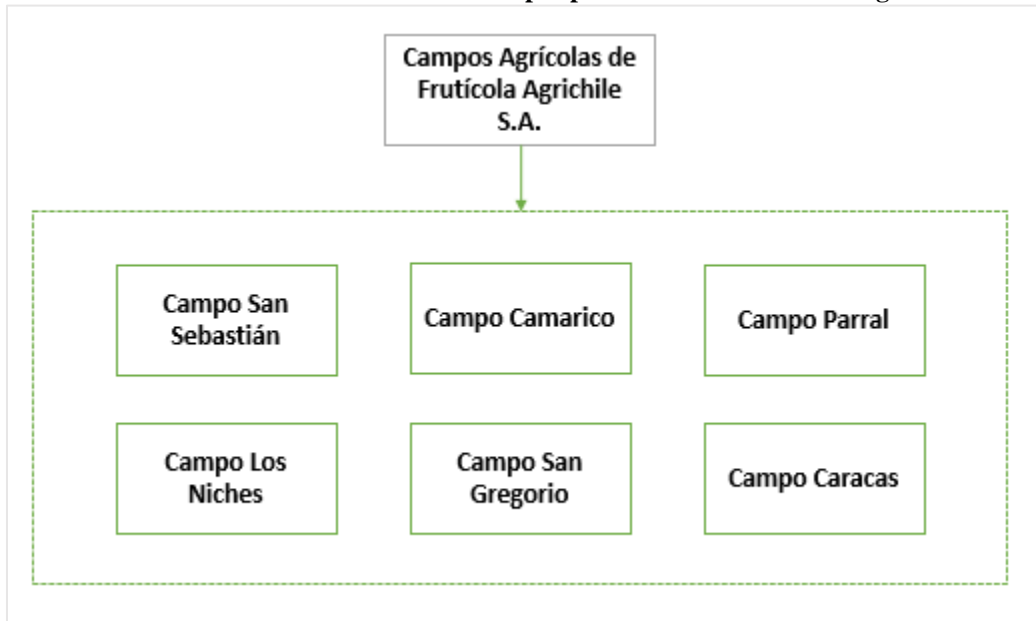 Campos Agrícolas de
Frutícola Agrichile
S.A.
Campo San
Sebastián
Campo Camarico
Campo Parral
Campo Los
Niches
Campo San
Gregorio
Campo Caracas